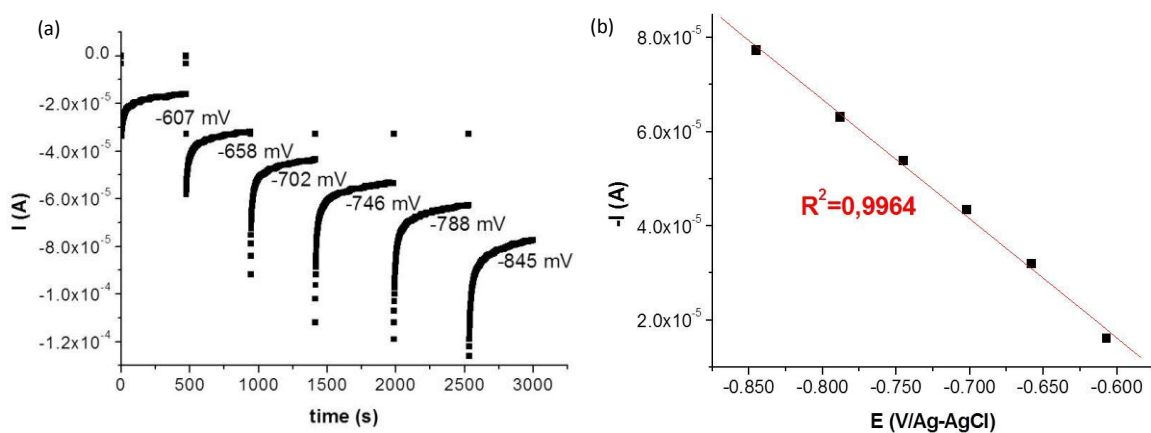 (a)
0.0
-2.0x10⁻⁵
-4.0x10⁻⁵
-6.0x10⁻⁵
-8.0x10⁻⁵
-1.0x10⁻⁴
-1.2x10⁻⁴
I (A)
-607 mV
-658 mV
-702 mV
-746 mV
-788 mV
-845 mV
0 500 1000 1500 2000 2500 3000
time (s)
(b)
8.0x10⁻⁵
6.0x10⁻⁵
4.0x10⁻⁵
2.0x10⁻⁵
-I (A)
R²=0,9964
-0.850 -0.800 -0.750 -0.700 -0.650 -0.600
E (V/Ag-AgCl)